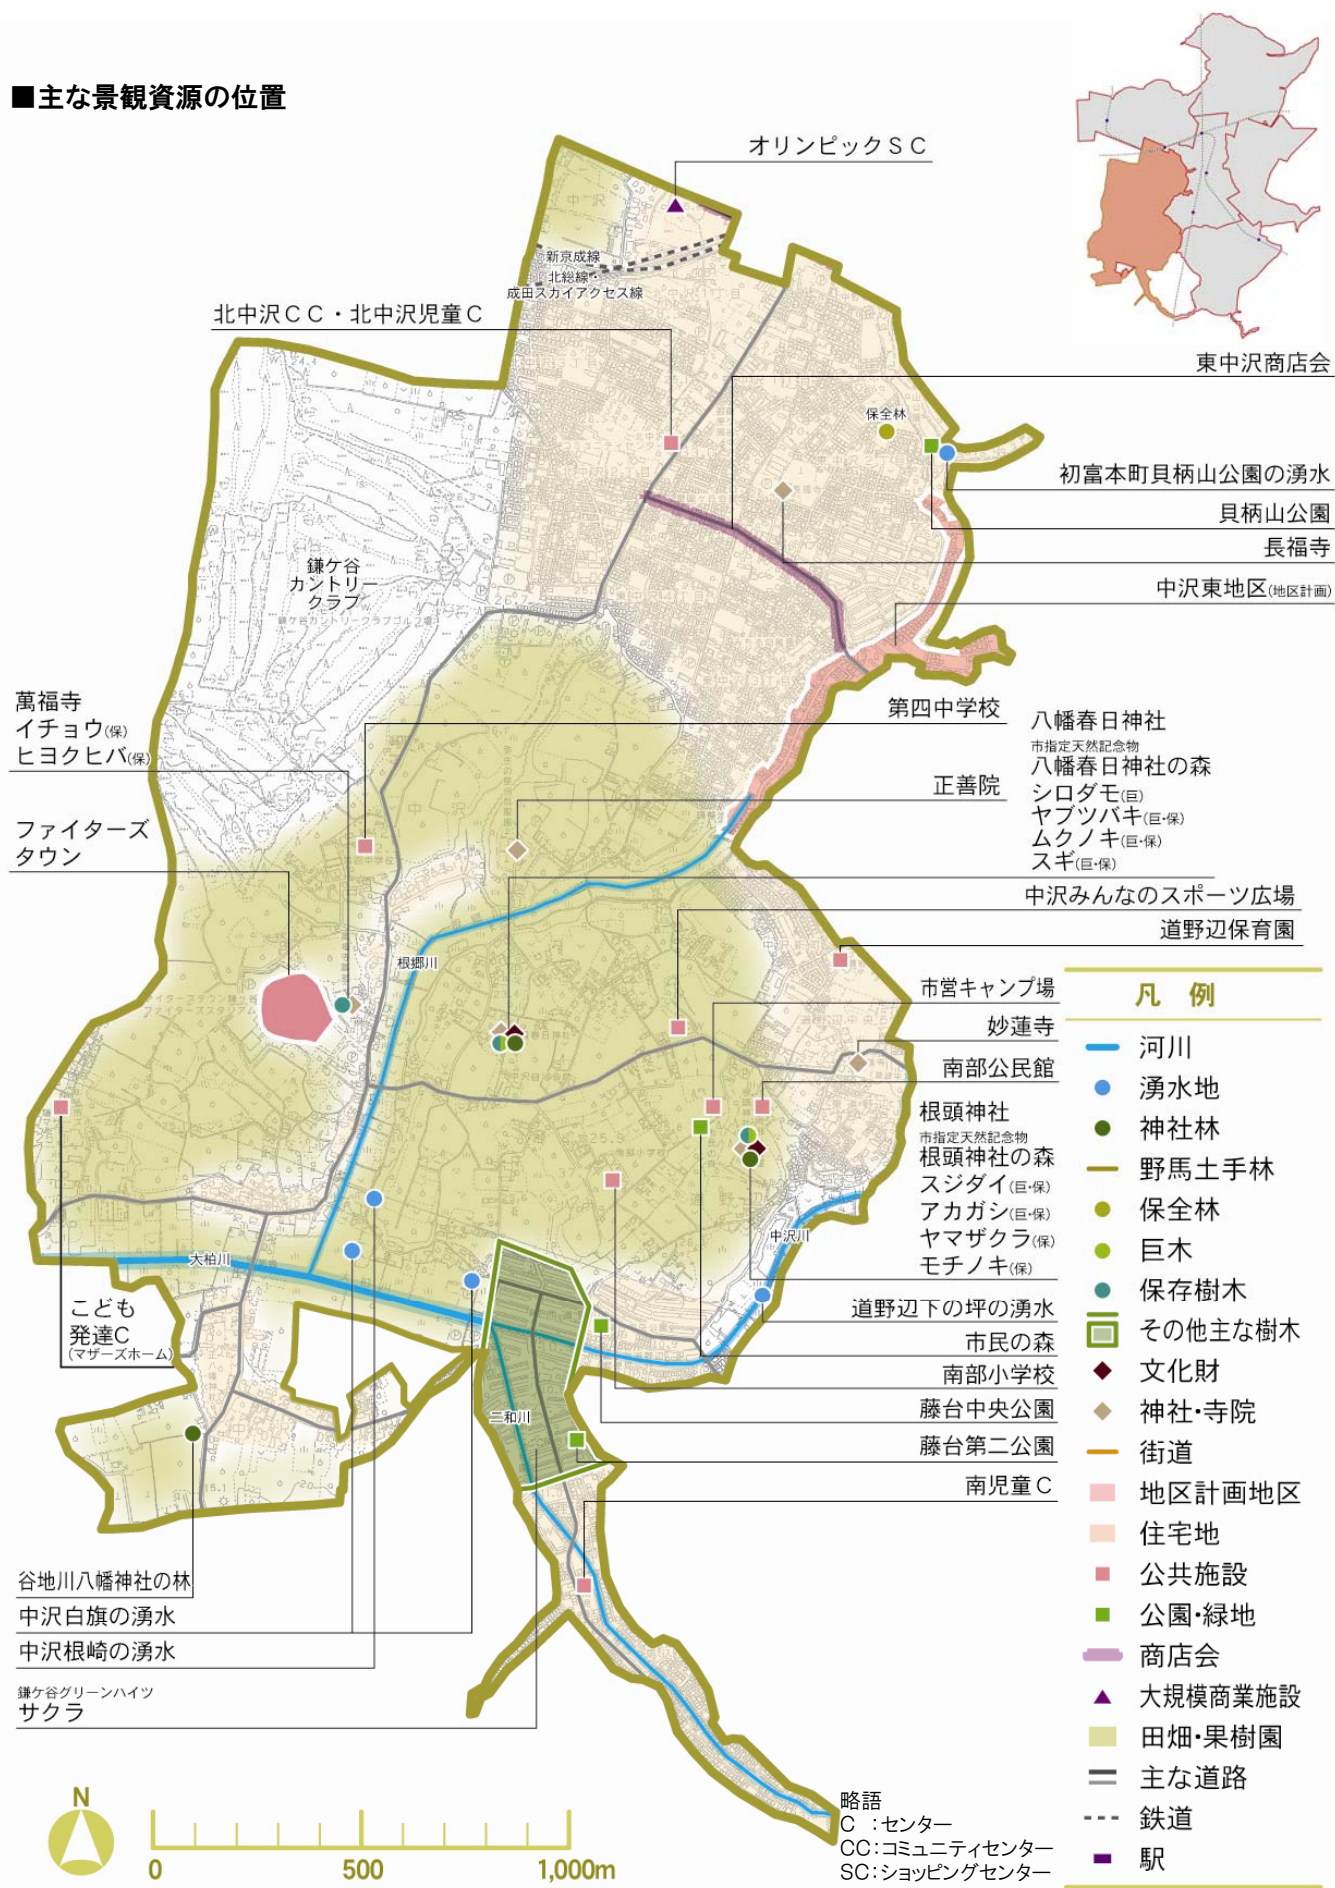 ■主な景観資源の位置
オリンピックSC
中沢
新京成線
北総線・
成田スカイアクセス線
北中沢CC・北中沢児童C
東中沢商店会
保全林
初富本町貝柄山公園の湧水
貝柄山公園
長福寺
中沢東地区(地区計画)
鎌ケ谷
カントリー
クラブ
鎌ケ谷カントリークラブゴルフ場
萬福寺
イチョウ(保)
ヒヨクヒバ(保)
第四中学校
八幡春日神社
市指定天然記念物
八幡春日神社の森
シロダモ(巨)
ヤブツバキ(巨・保)
ムクノキ(巨・保)
スギ(巨・保)
正善院
ファイターズ
タウン
中沢みんなのスポーツ広場
道野辺保育園
根郷川
市営キャンプ場
妙蓮寺
南部公民館
根頭神社
市指定天然記念物
根頭神社の森
スジダイ(巨・保)
アカガシ(巨・保)
ヤマザクラ(保)
モチノキ(保)
中沢川
大柏川
こども
発達C
(マザーズホーム)
道野辺下の坪の湧水
市民の森
南部小学校
藤台中央公園
二和川
藤台第二公園
南児童C
谷地川八幡神社の林
中沢白旗の湧水
中沢根崎の湧水
鎌ケ谷グリーンハイツ
サクラ
凡 例
河川
湧水地
神社林
野馬土手林
保全林
巨木
保存樹木
その他主な樹木
文化財
神社・寺院
街道
地区計画地区
住宅地
公共施設
公園・緑地
商店会
大規模商業施設
田畑・果樹園
主な道路
鉄道
駅
N
0 500 1,000m
略語
C :センター
CC:コミュニティセンター
SC:ショッピングセンター